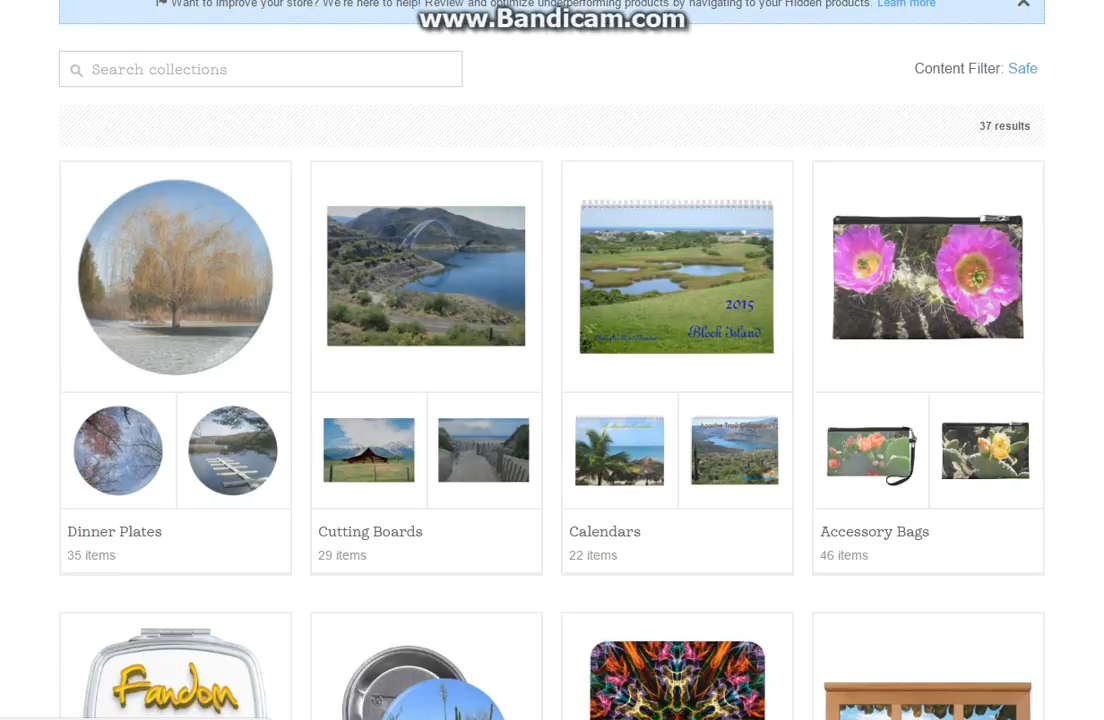 Want to improve your store? We're here to help! Review and optimize underperforming products by navigating to your Hidden products. Learn more
www.Bandicam.com
Search collections
Content Filter: Safe
37 results
2015
Block Island
Dinner Plates
35 items
Cutting Boards
29 items
Calendars
22 items
Accessory Bags
46 items
Fandom